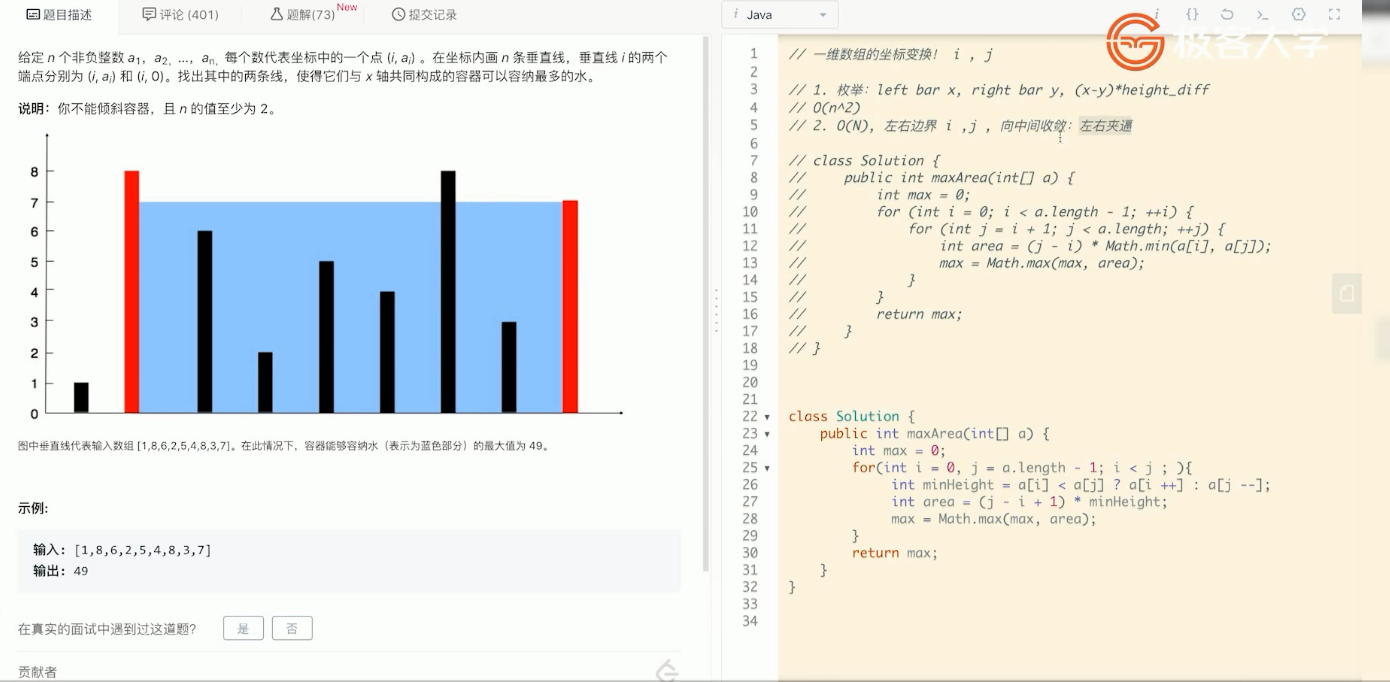 题目描述
评论 (401)
题解(73)
New
提交记录
给定 n 个非负整数 a1，a2，...，an，每个数代表坐标中的一个点 (i, ai) 。在坐标内画 n 条垂直线，垂直线 i 的两个
端点分别为 (i, ai) 和 (i, 0)。找出其中的两条线，使得它们与 x 轴共同构成的容器可以容纳最多的水。
说明：你不能倾斜容器，且 n 的值至少为 2。
8
7
6
5
4
3
2
1
0
图中垂直线代表输入数组 [1,8,6,2,5,4,8,3,7]。在此情况下，容器能够容纳水（表示为蓝色部分）的最大值为 49。
示例:
输入: [1,8,6,2,5,4,8,3,7]
输出: 49
在真实的面试中遇到过这道题?
是
否
贡献者
i Java
极客大学
1 // 一维数组的坐标变换! i , j
2
3 // 1. 枚举: left bar x, right bar y, (x-y)*height_diff
4 // O(n^2)
5 // 2. O(N), 左右边界 i ,j , 向中间收敛: 左右夹逼
6
7 // class Solution {
8 //     public int maxArea(int[] a) {
9 //         int max = 0;
10 //         for (int i = 0; i < a.length - 1; ++i) {
11 //             for (int j = i + 1; j < a.length; ++j) {
12 //                 int area = (j - i) * Math.min(a[i], a[j]);
13 //                 max = Math.max(max, area);
14 //             }
15 //         }
16 //         return max;
17 //     }
18 // }
19
20
21
22 class Solution {
23     public int maxArea(int[] a) {
24         int max = 0;
25         for(int i = 0, j = a.length - 1; i < j ; ){
26             int minHeight = a[i] < a[j] ? a[i ++] : a[j --];
27             int area = (j - i + 1) * minHeight;
28             max = Math.max(max, area);
29         }
30         return max;
31     }
32 }
33
34